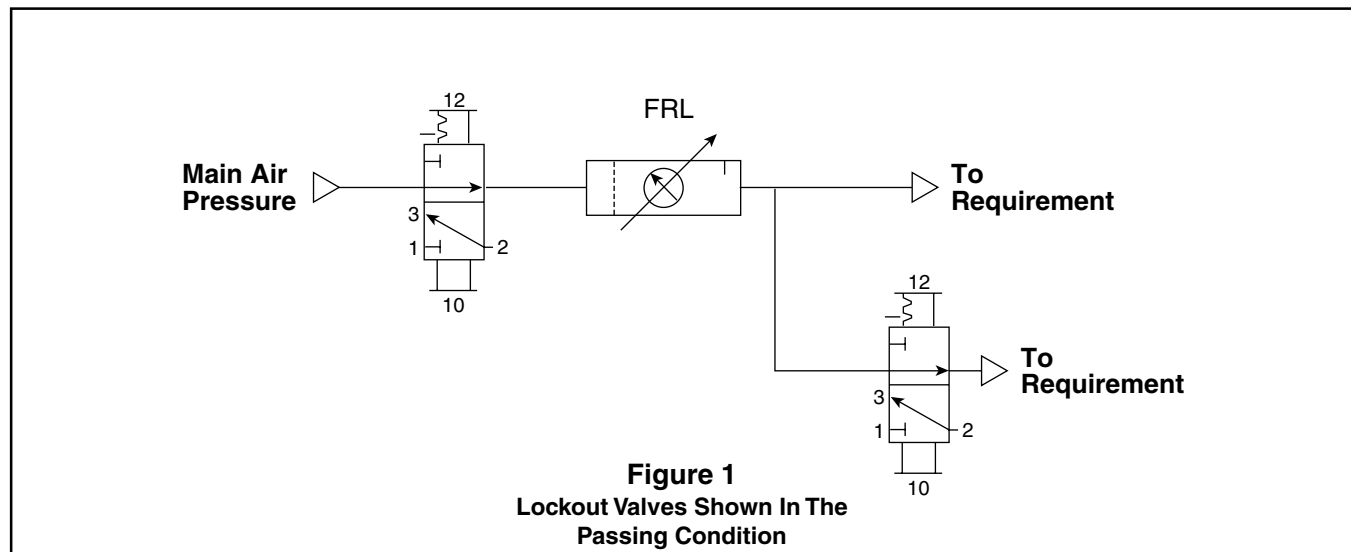 12
FRL
Main Air
Pressure
3
1
2
10
To
Requirement
12
3
1
2
10
To
Requirement
Figure 1
Lockout Valves Shown In The
Passing Condition